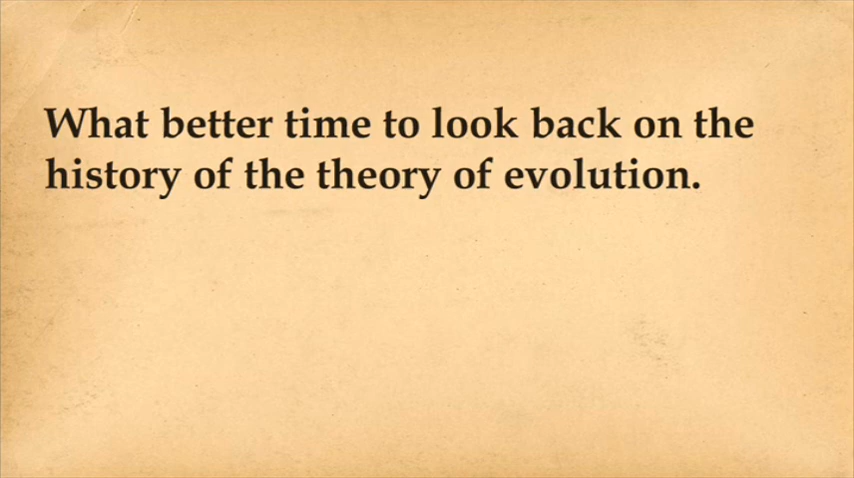 What better time to look back on the
history of the theory of evolution.